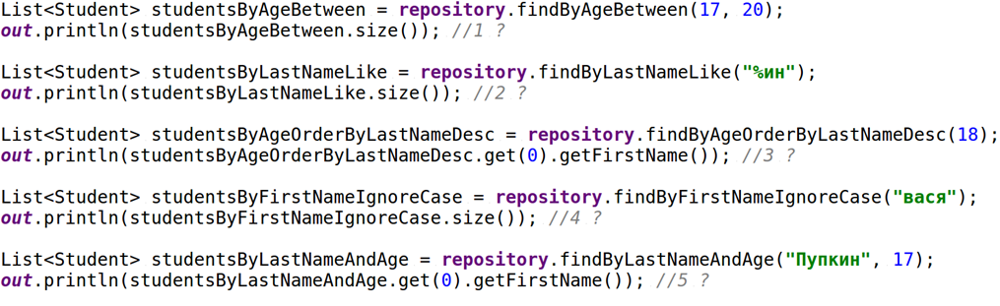 List<Student> studentsByAgeBetween = repository.findByAgeBetween(17, 20);
out.println(studentsByAgeBetween.size()); //1 ?
List<Student> studentsByLastNameLike = repository.findByLastNameLike("%ин");
out.println(studentsByLastNameLike.size()); //2 ?
List<Student> studentsByAgeOrderByLastNameDesc = repository.findByAgeOrderByLastNameDesc(18);
out.println(studentsByAgeOrderByLastNameDesc.get(0).getFirstName()); //3 ?
List<Student> studentsByFirstNameIgnoreCase = repository.findByFirstNameIgnoreCase("вася");
out.println(studentsByFirstNameIgnoreCase.size()); //4 ?
List<Student> studentsByLastNameAndAge = repository.findByLastNameAndAge("Пупкин", 17);
out.println(studentsByLastNameAndAge.get(0).getFirstName()); //5 ?